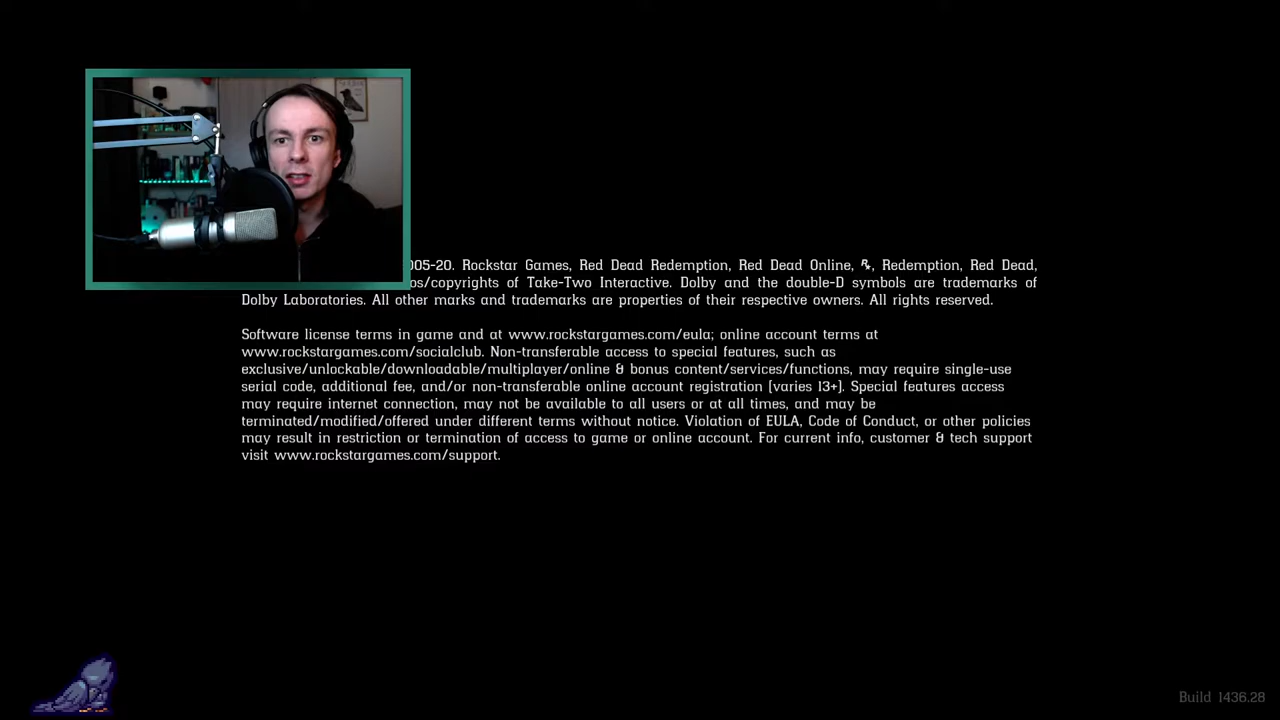 005-20. Rockstar Games, Red Dead Redemption, Red Dead Online, R, Redemption, Red Dead,
os/copyrights of Take-Two Interactive. Dolby and the double-D symbols are trademarks of
Dolby Laboratories. All other marks and trademarks are properties of their respective owners. All rights reserved.
Software license terms in game and at www.rockstargames.com/eula; online account terms at
www.rockstargames.com/socialclub. Non-transferable access to special features, such as
exclusive/unlockable/downloadable/multiplayer/online & bonus content/services/functions, may require single-use
serial code, additional fee, and/or non-transferable online account registration [varies 13+]. Special features access
may require internet connection, may not be available to all users or at all times, and may be
terminated/modified/offered under different terms without notice. Violation of EULA, Code of Conduct, or other policies
may result in restriction or termination of access to game or online account. For current info, customer & tech support
visit www.rockstargames.com/support.
Build 1436.28